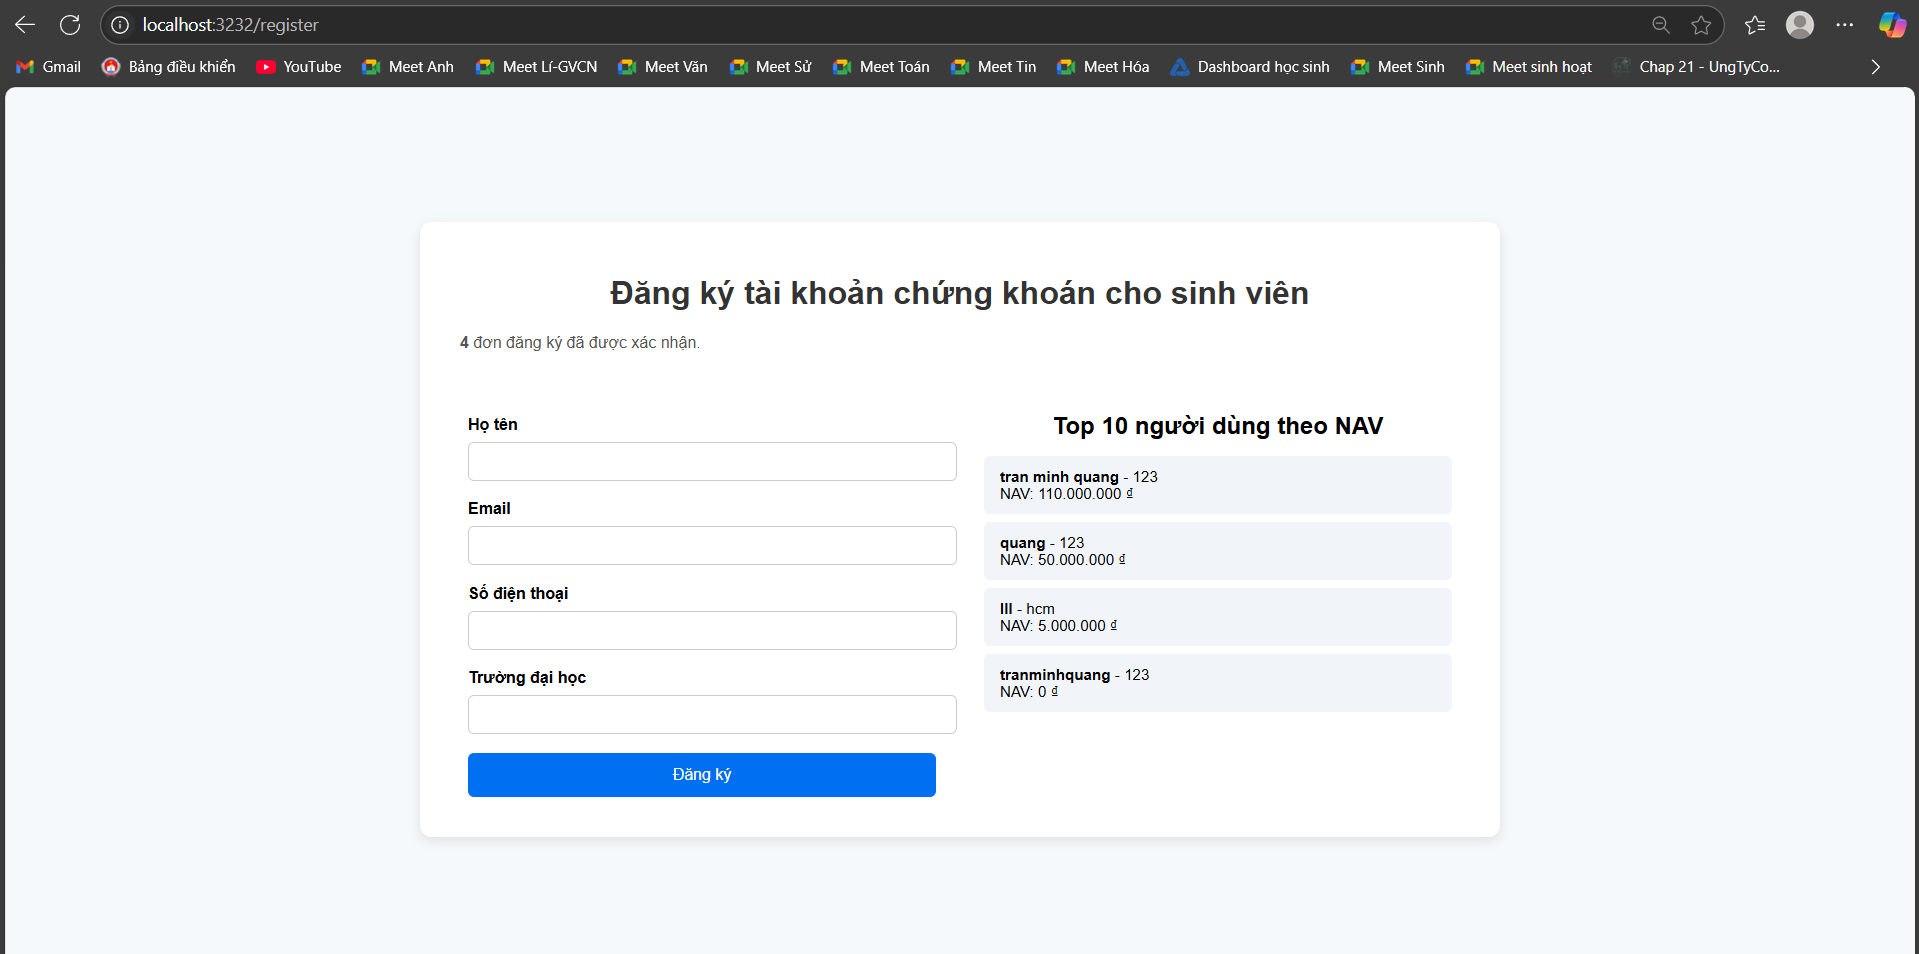 localhost:3232/register
Gmail Bảng điều khiển YouTube Meet Anh Meet Lí-GVCN Meet Văn Meet Sử Meet Toán Meet Tin Meet Hóa Dashboard học sinh Meet Sinh Meet sinh hoạt Chap 21 - UngTyCo...
Đăng ký tài khoản chứng khoán cho sinh viên
4 đơn đăng ký đã được xác nhận.
Họ tên
Email
Số điện thoại
Trường đại học
Đăng ký
Top 10 người dùng theo NAV
tran minh quang - 123
NAV: 110.000.000 ₫
quang - 123
NAV: 50.000.000 ₫
lll - hcm
NAV: 5.000.000 ₫
tranminhquang - 123
NAV: 0 ₫